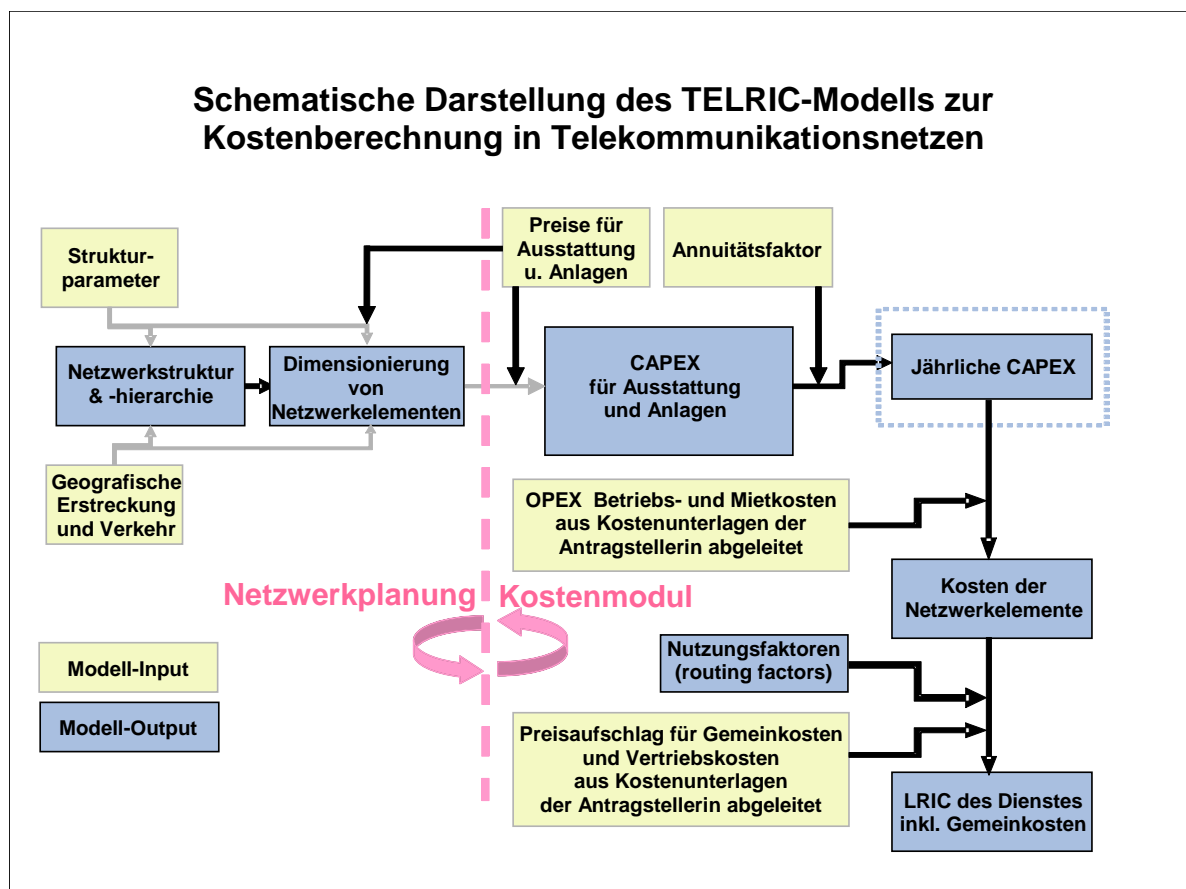 Schematische Darstellung des TELRIC-Modells zur
Kostenberechnung in Telekommunikationsnetzen
Struktur-
parameter
Preise für
Ausstattung
u. Anlagen
Annuitätsfaktor
Netzwerkstruktur
& -hierarchie
Dimensionierung
von
Netzwerkelementen
CAPEX
für Ausstattung
und Anlagen
Jährliche CAPEX
Geografische
Erstreckung
und Verkehr
OPEX Betriebs- und Mietkosten
aus Kostenunterlagen der
Antragstellerin abgeleitet
Netzwerkplanung
Kostenmodul
Kosten der
Netzwerkelemente
Nutzungsfaktoren
(routing factors)
Modell-Input
Modell-Output
Preisaufschlag für Gemeinkosten
und Vertriebskosten
aus Kostenunterlagen
der Antragstellerin abgeleitet
LRIC des Dienstes
inkl. Gemeinkosten